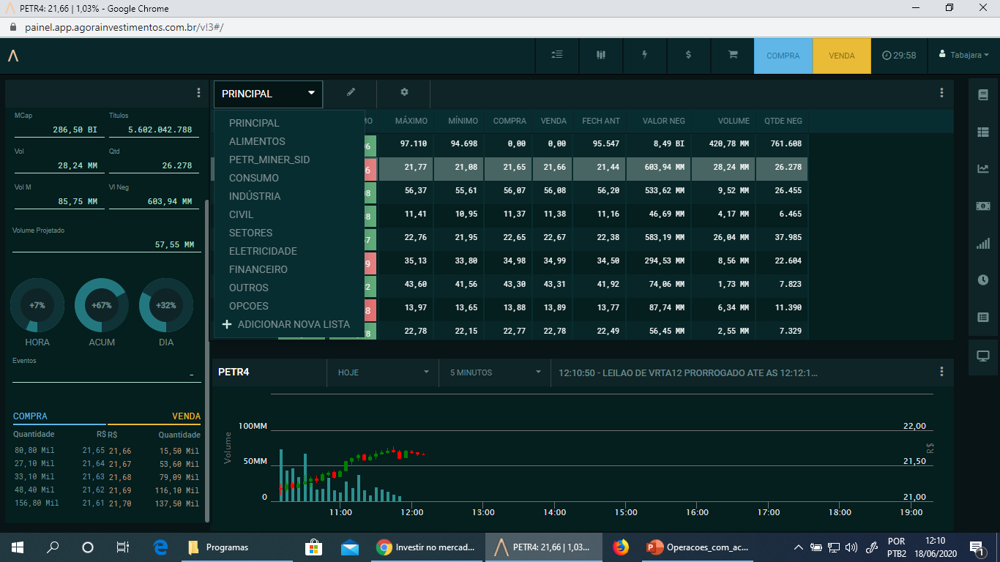 PETR4: 21,66 | 1,03% - Google Chrome
painel.app.agorainvestimentos.com.br/v!3#/
COMPRA
VENDA
29:58
Tabajara
MCap
Titulos
286,50 BI
5.602.042.788
Vol
Qtd
28,24 MM
26.278
Vol M
Vl Neg
85,75 MM
603,94 MM
Volume Projetado
57,55 MM
+7%
+67%
+32%
HORA
ACUM
DIA
Eventos
-
COMPRA
VENDA
Quantidade R$ R$ Quantidade
80,80 Mil 21,65 21,66 15,50 Mil
27,10 Mil 21,64 21,67 53,60 Mil
33,10 Mil 21,63 21,68 79,09 Mil
48,40 Mil 21,62 21,69 116,10 Mil
156,80 Mil 21,61 21,70 137,50 Mil
PRINCIPAL
PRINCIPAL
ALIMENTOS
PETR_MINER_SID
CONSUMO
INDÚSTRIA
CIVIL
SETORES
ELETRICIDADE
FINANCEIRO
OUTROS
OPCOES
+ ADICIONAR NOVA LISTA
MÁXIMO MÍNIMO COMPRA VENDA FECH ANT VALOR NEG VOLUME QTDE NEG
97.110 94.698 0,00 0,00 95.547 8,49 BI 420,78 MM 761.608
21,77 21,08 21,65 21,66 21,44 603,94 MM 28,24 MM 26.278
56,37 55,61 56,07 56,08 56,20 533,62 MM 9,52 MM 26.455
11,41 10,95 11,37 11,38 11,16 46,69 MM 4,17 MM 6.465
22,76 21,95 22,65 22,67 22,38 583,19 MM 26,04 MM 37.985
35,13 33,80 34,98 34,99 34,50 294,53 MM 8,56 MM 22.604
43,60 41,56 43,30 43,31 41,92 74,06 MM 1,73 MM 7.823
13,97 13,65 13,88 13,89 13,77 87,74 MM 6,34 MM 11.390
22,78 22,15 22,77 22,78 22,49 56,45 MM 2,55 MM 7.329
PETR4
HOJE
5 MINUTOS
12:10:50 - LEILAO DE VRTA12 PRORROGADO ATE AS 12:12:1...
Volume
100MM
50MM
0
22,00
21,50
21,00
R$
11:00 12:00 13:00 14:00 15:00 16:00 17:00 18:00 19:00
Programas
Investir no mercad...
PETR4: 21,66 | 1,03...
Operacoes_com_ac...
POR
PTB2
12:10
18/06/2020
1